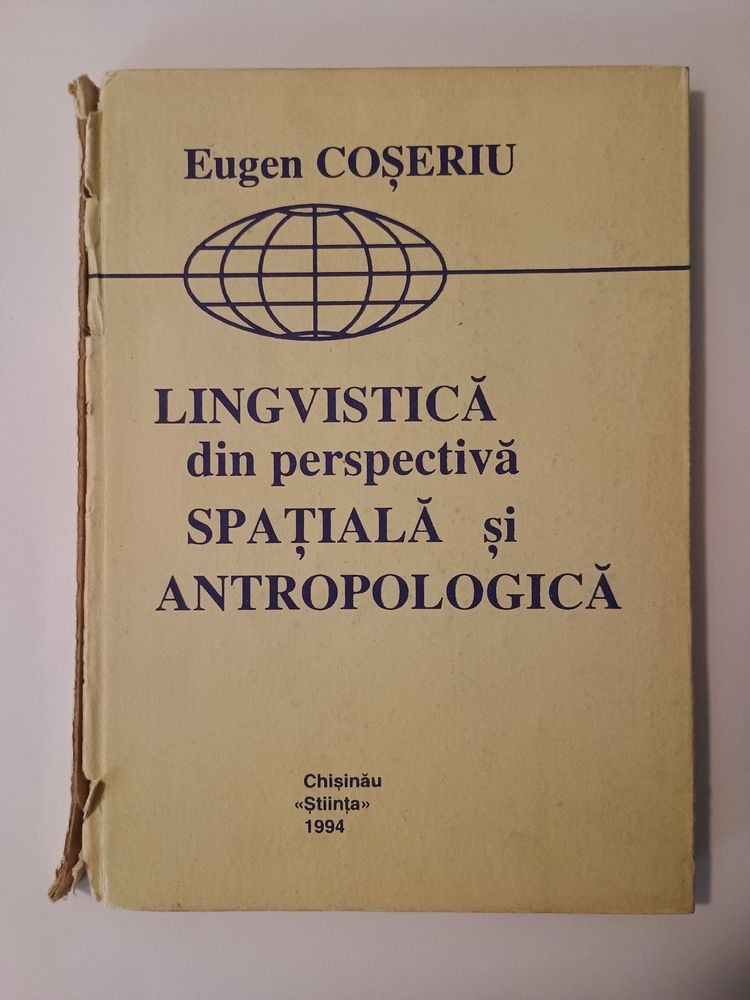 Eugen COȘERIU
LINGVISTICĂ
din perspectivă
SPAȚIALĂ și
ANTROPOLOGICĂ
Chișinău
«Știința»
1994